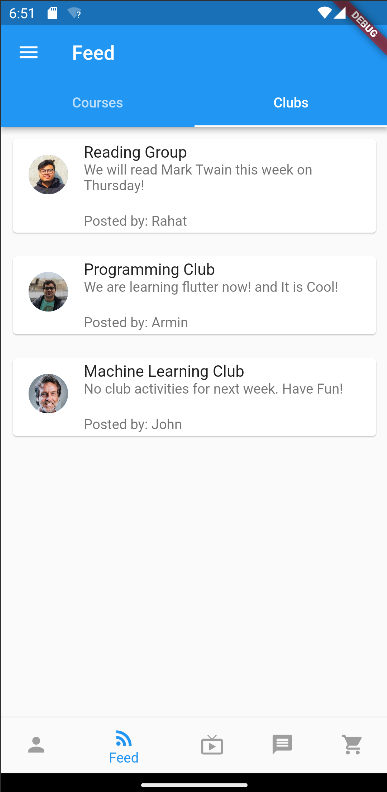 6:51
DEBUG
Feed
Courses
Clubs
Reading Group
We will read Mark Twain this week on
Thursday!
Posted by: Rahat
Programming Club
We are learning flutter now! and It is Cool!
Posted by: Armin
Machine Learning Club
No club activities for next week. Have Fun!
Posted by: John
Feed